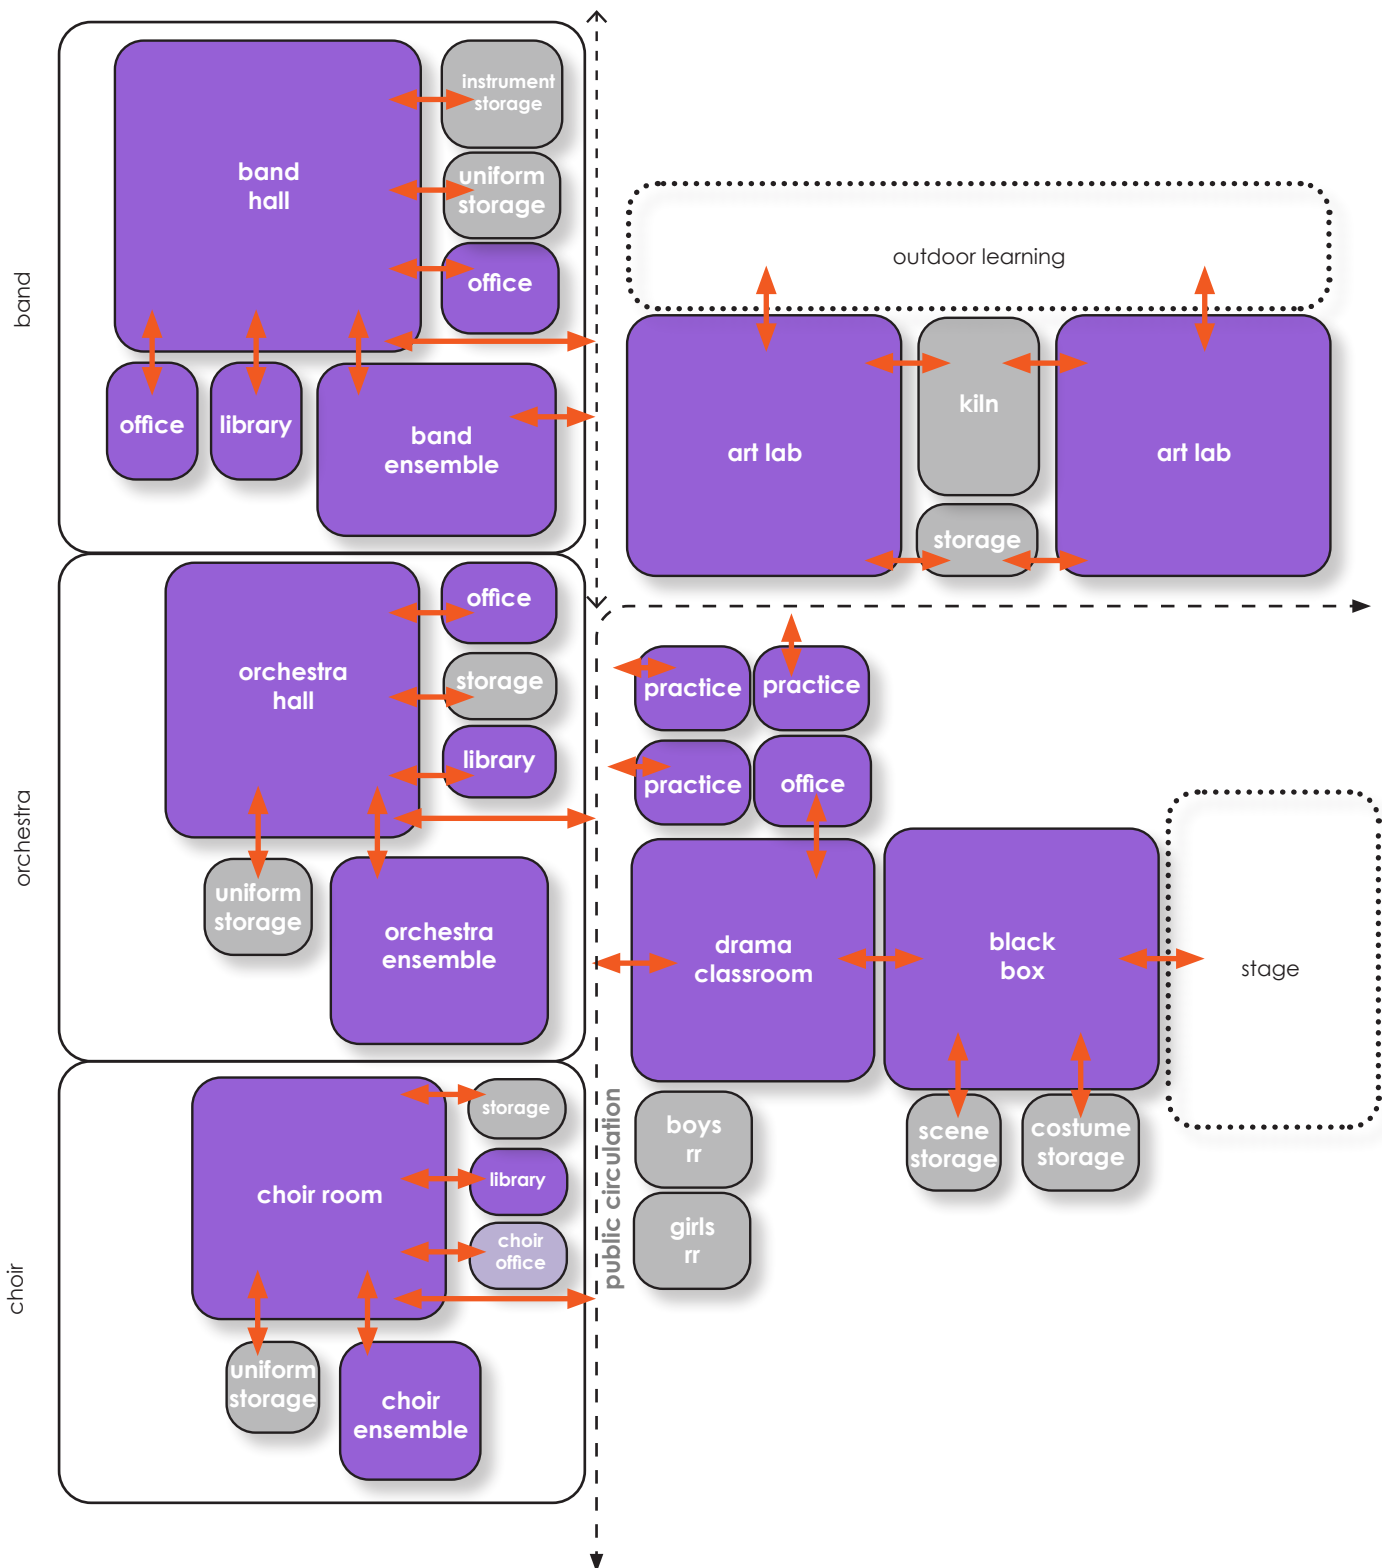 band
band
hall
instrument
storage
uniform
storage
office
office
library
band
ensemble
outdoor learning
art lab
kiln
storage
art lab
orchestra
orchestra
hall
office
storage
library
uniform
storage
orchestra
ensemble
practice
practice
practice
office
drama
classroom
black
box
stage
scene
storage
costume
storage
boys
rr
girls
rr
public circulation
choir
choir room
storage
library
choir
office
uniform
storage
choir
ensemble